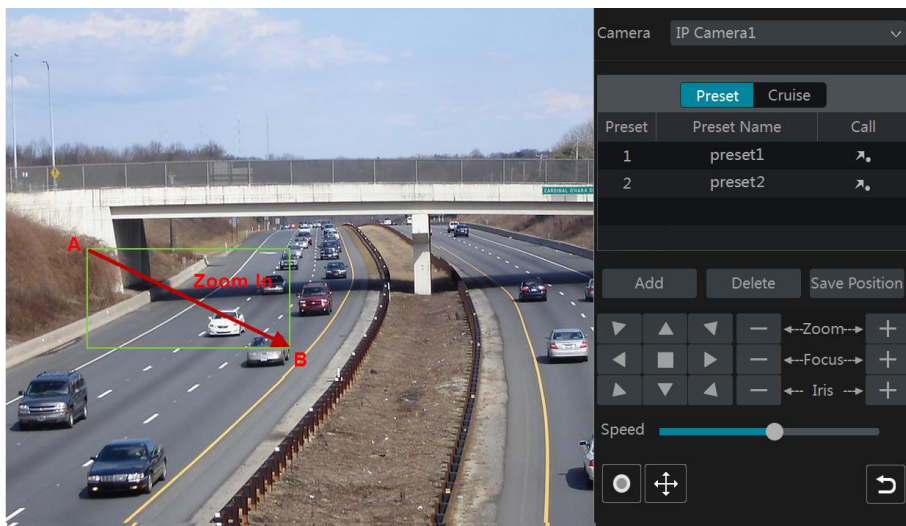 Camera IP Camera1
Preset Cruise
Preset Preset Name Call
1 preset1
2 preset2
Add Delete Save Position
Zoom
Focus
Iris
Speed
CARDINAL O'HARA
A
Zoom In
B